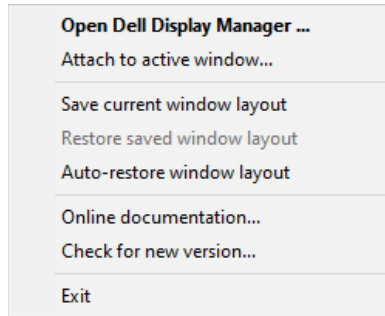 Open Dell Display Manager ...
Attach to active window...
Save current window layout
Restore saved window layout
Auto-restore window layout
Online documentation...
Check for new version...
Exit